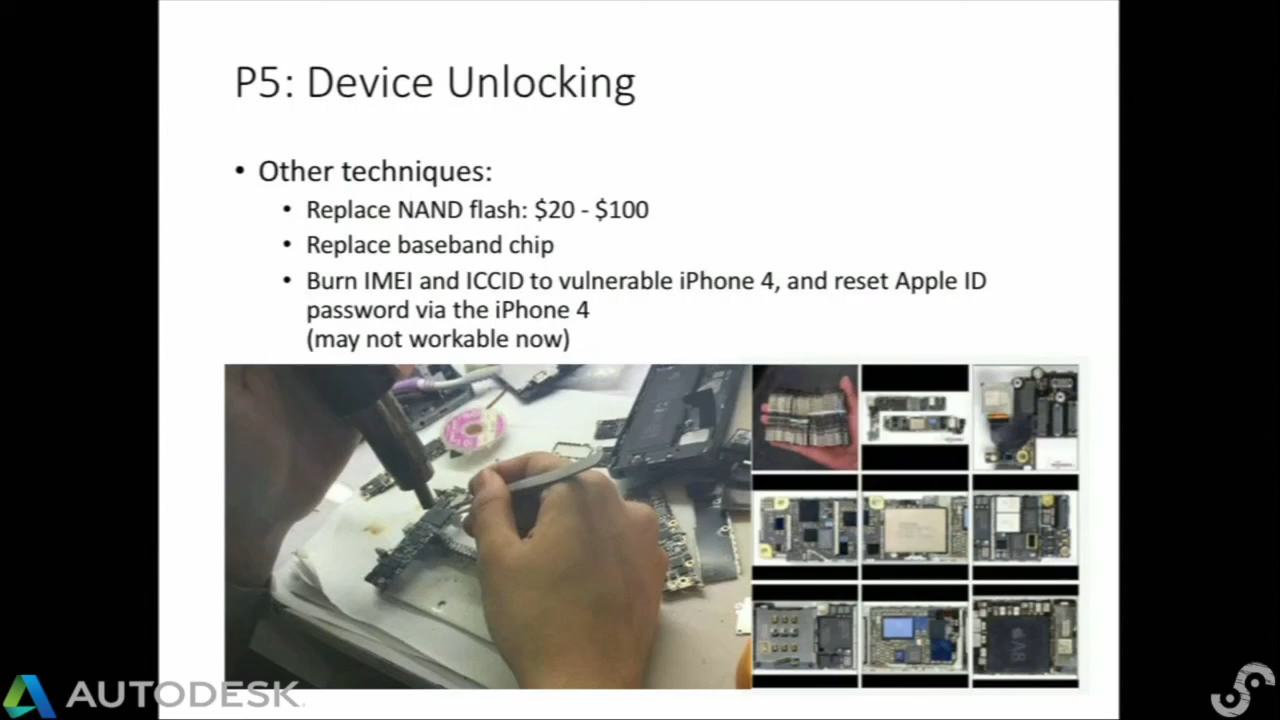 P5: Device Unlocking
• Other techniques:
• Replace NAND flash: $20 - $100
• Replace baseband chip
• Burn IMEI and ICCID to vulnerable iPhone 4, and reset Apple ID
password via the iPhone 4
(may not workable now)
A8
AUTODESK.